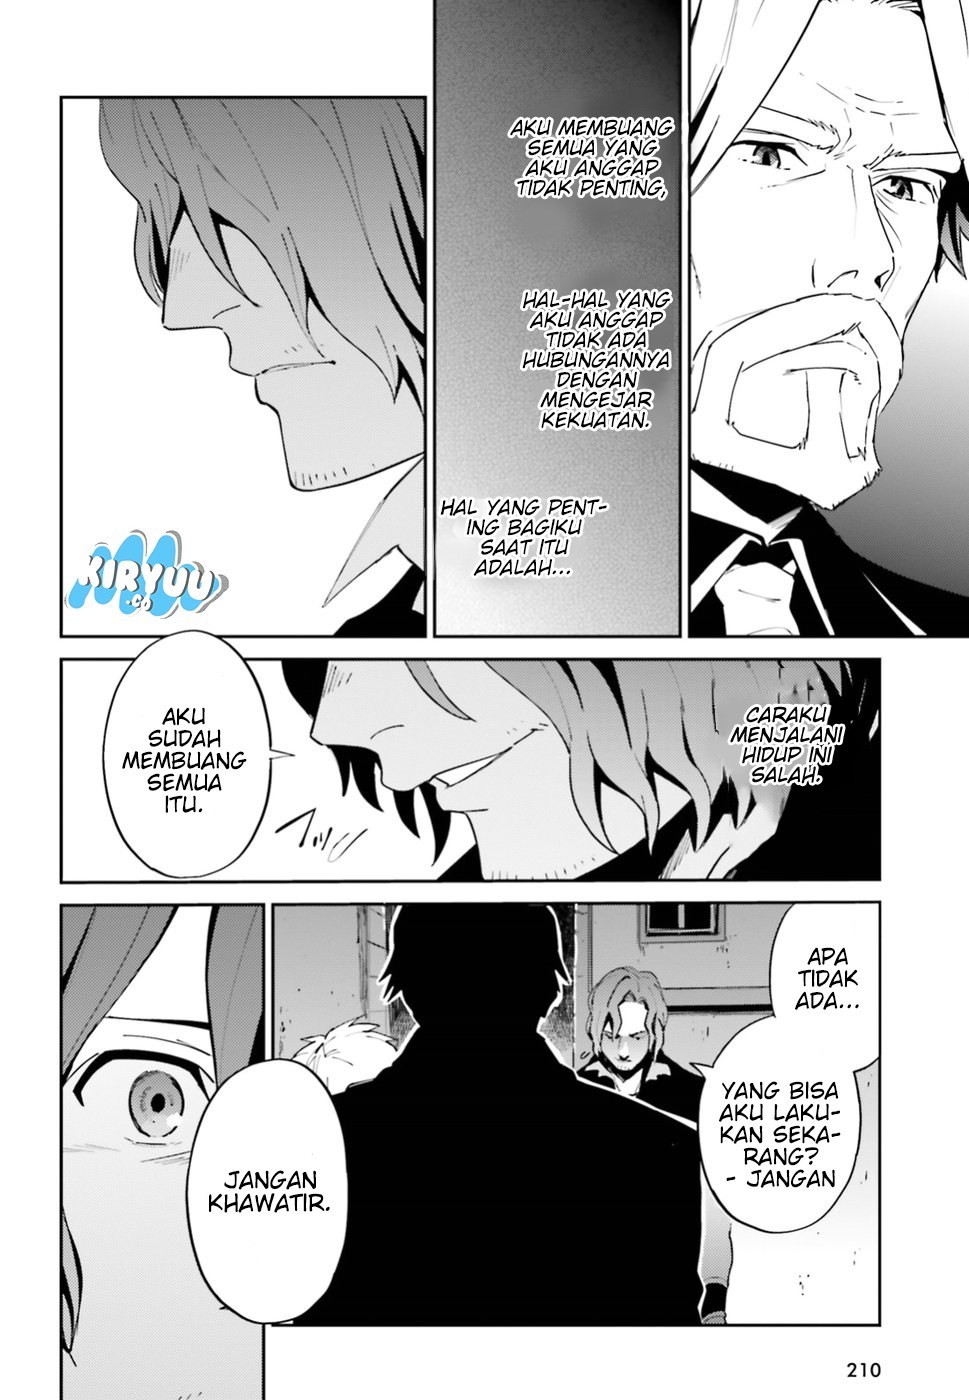 AKU MEMBUANG
SEMUA YANG
AKU ANGGAP
TIDAK PENTING,
HAL-HAL YANG
AKU ANGGAP
TIDAK ADA
HUBUNGANNYA
DENGAN
MENGEJAR
KEKUATAN.
HAL YANG PENT-
ING BAGIKU
SAAT ITU
ADALAH...
KIRYUU
.CO
CARAKU
MENJALANI
HIDUP INI
SALAH.
AKU
SUDAH
MEMBUANG
SEMUA
ITU.
APA
TIDAK
ADA...
YANG BISA
AKU LAKU-
KAN SEKA-
RANG?
- JANGAN
JANGAN
KHAWATIR.
210